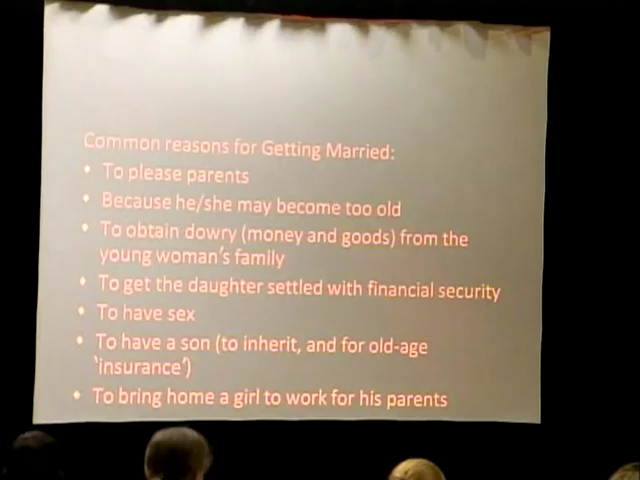 Common reasons for Getting Married:
• To please parents
• Because he/she may become too old
• To obtain dowry (money and goods) from the
young woman's family
• To get the daughter settled with financial security
• To have sex
• To have a son (to inherit, and for old-age
'insurance')
• To bring home a girl to work for his parents